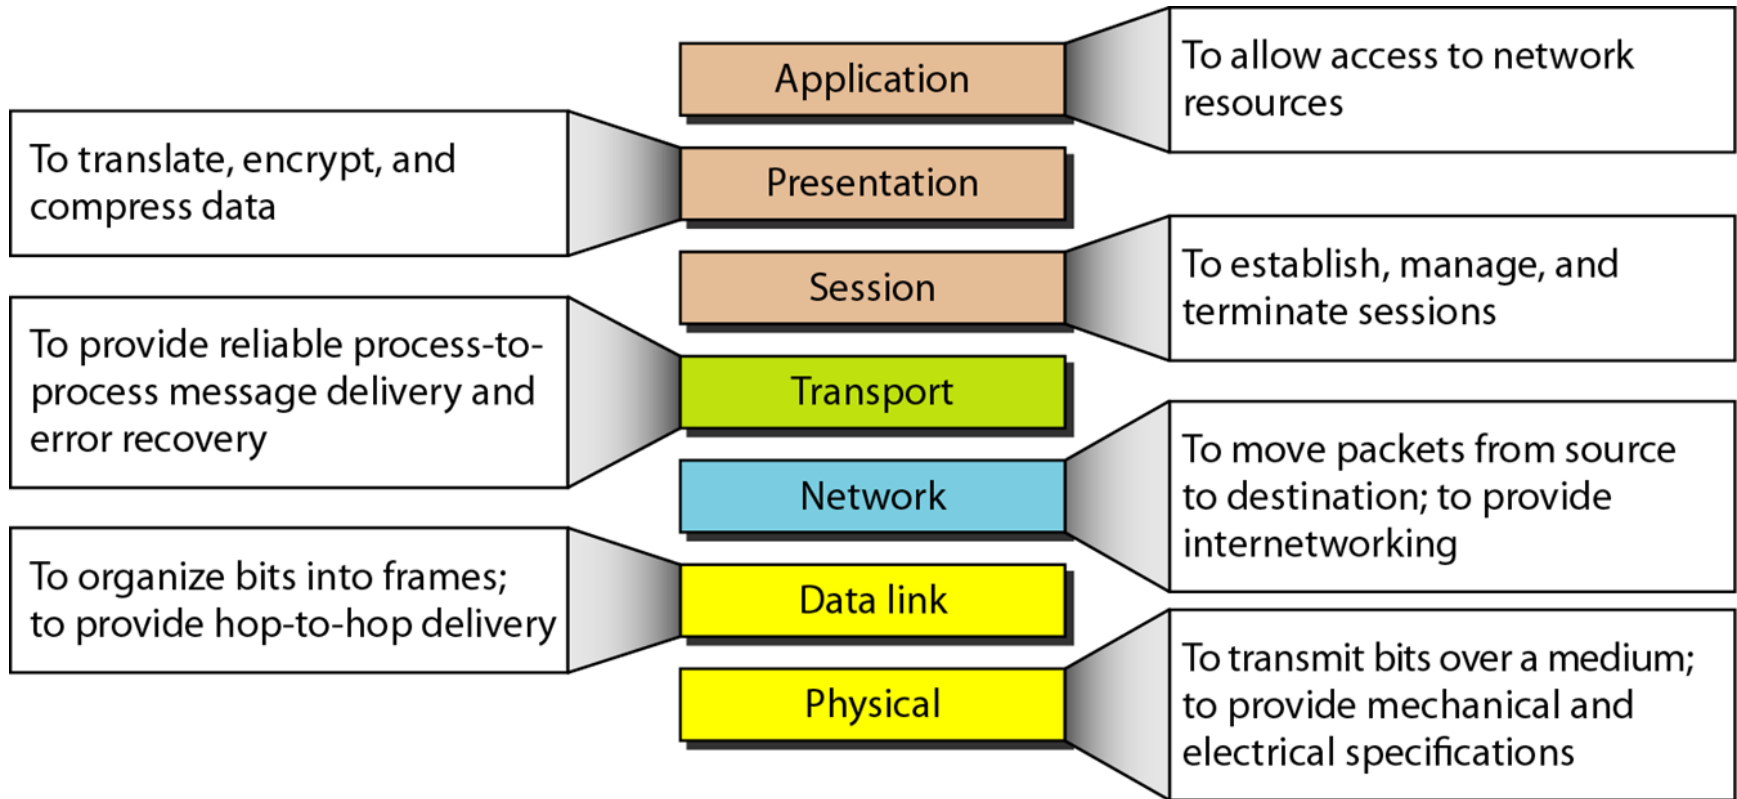 Application
To allow access to network
resources
Presentation
To translate, encrypt, and
compress data
Session
To establish, manage, and
terminate sessions
Transport
To provide reliable process-to-
process message delivery and
error recovery
Network
To move packets from source
to destination; to provide
internetworking
Data link
To organize bits into frames;
to provide hop-to-hop delivery
Physical
To transmit bits over a medium;
to provide mechanical and
electrical specifications